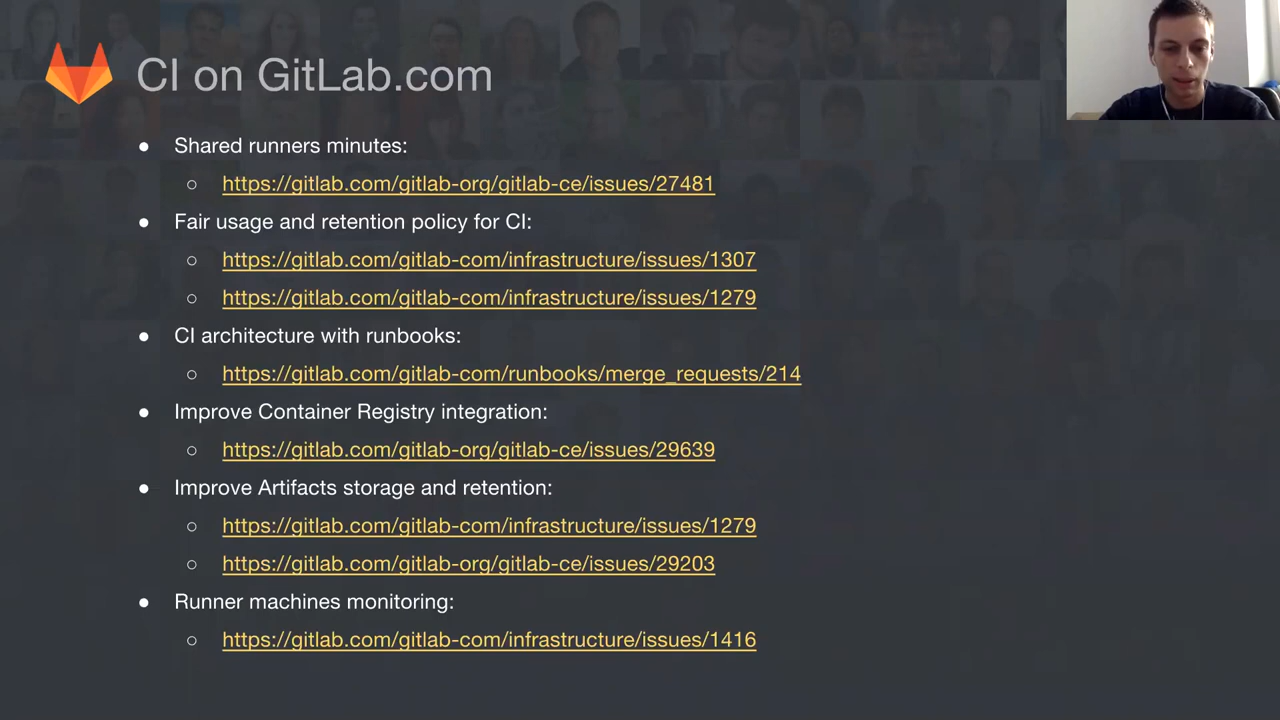 CI on GitLab.com
● Shared runners minutes:
○ https://gitlab.com/gitlab-org/gitlab-ce/issues/27481
● Fair usage and retention policy for CI:
○ https://gitlab.com/gitlab-com/infrastructure/issues/1307
○ https://gitlab.com/gitlab-com/infrastructure/issues/1279
● CI architecture with runbooks:
○ https://gitlab.com/gitlab-com/runbooks/merge_requests/214
● Improve Container Registry integration:
○ https://gitlab.com/gitlab-org/gitlab-ce/issues/29639
● Improve Artifacts storage and retention:
○ https://gitlab.com/gitlab-com/infrastructure/issues/1279
○ https://gitlab.com/gitlab-org/gitlab-ce/issues/29203
● Runner machines monitoring:
○ https://gitlab.com/gitlab-com/infrastructure/issues/1416